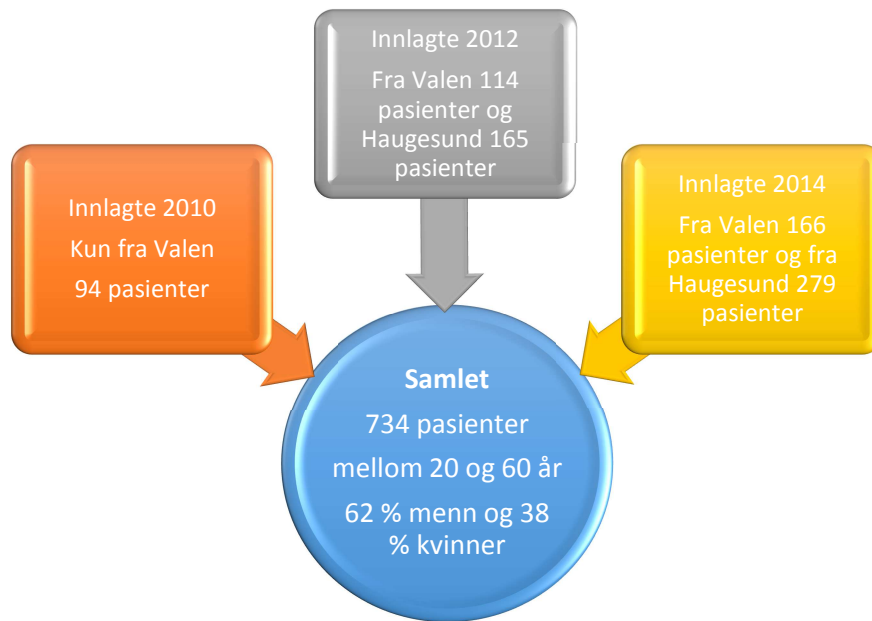 Innlagte 2010
Kun fra Valen
94 pasienter
Innlagte 2012
Fra Valen 114
pasienter og
Haugesund 165
pasienter
Innlagte 2014
Fra Valen 166
pasienter og fra
Haugesund 279
pasienter
Samlet
734 pasienter
mellom 20 og 60 år
62 % menn og 38
% kvinner